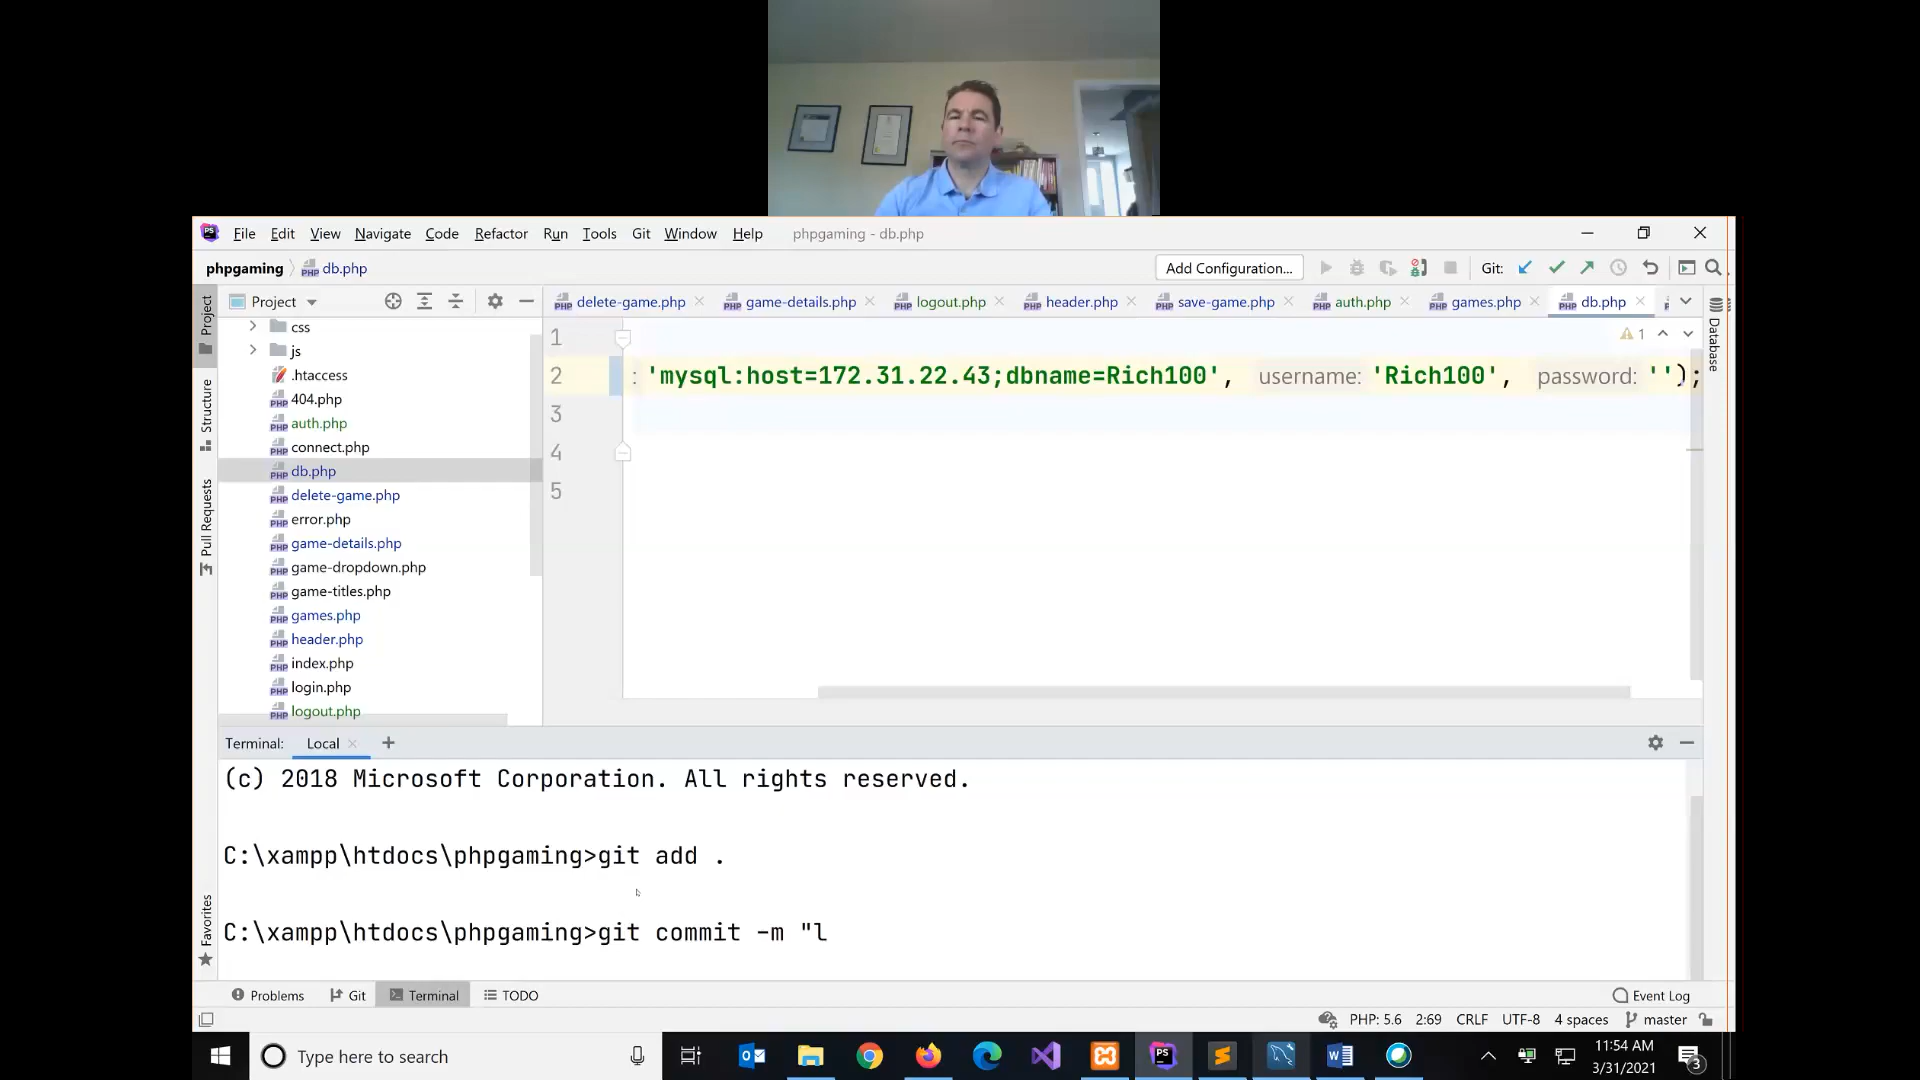 File Edit View Navigate Code Refactor Run Tools Git Window Help phpgaming - db.php
phpgaming db.php Add Configuration... Git:
Project delete-game.php game-details.php logout.php header.php save-game.php auth.php games.php db.php
Project
Structure
Pull Requests
Favorites
Database
css
js
.htaccess
404.php
auth.php
connect.php
db.php
delete-game.php
error.php
game-details.php
game-dropdown.php
game-titles.php
games.php
header.php
index.php
login.php
logout.php
1
2 : 'mysql:host=172.31.22.43;dbname=Rich100', username: 'Rich100', password: '');
3
4
5
1
Terminal: Local
(c) 2018 Microsoft Corporation. All rights reserved.
C:\xampp\htdocs\phpgaming>git add .
C:\xampp\htdocs\phpgaming>git commit -m "l
Problems Git Terminal TODO Event Log
PHP: 5.6 2:69 CRLF UTF-8 4 spaces master
Type here to search
11:54 AM
3/31/2021
3